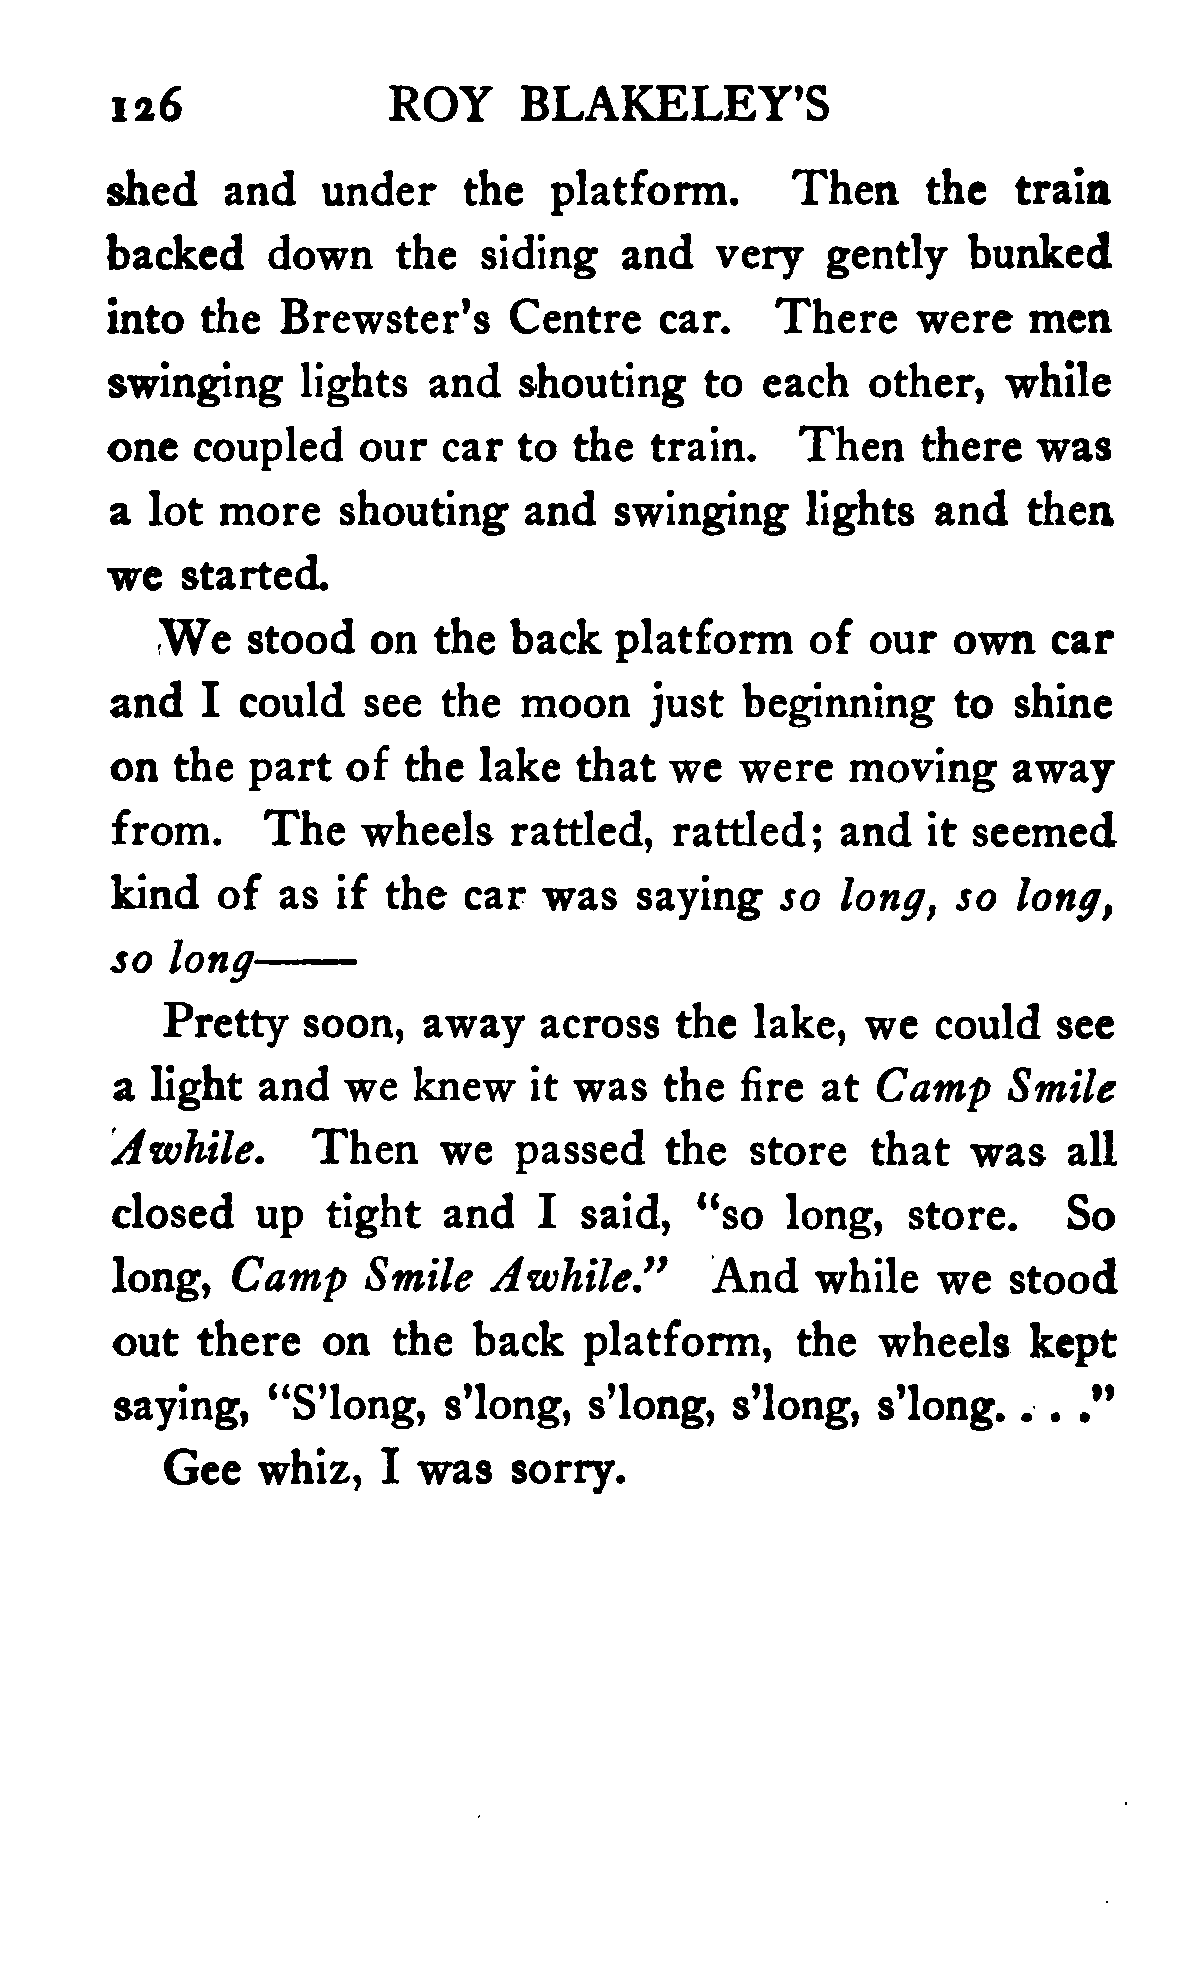 126 ROY BLAKELEY'S
shed and under the platform. Then the train
backed down the siding and very gently bunked
into the Brewster's Centre car. There were men
swinging lights and shouting to each other, while
one coupled our car to the train. Then there was
a lot more shouting and swinging lights and then
we started.
We stood on the back platform of our own car
and I could see the moon just beginning to shine
on the part of the lake that we were moving away
from. The wheels rattled, rattled; and it seemed
kind of as if the car was saying so long, so long,
so long——
Pretty soon, away across the lake, we could see
a light and we knew it was the fire at Camp Smile
Awhile. Then we passed the store that was all
closed up tight and I said, “so long, store. So
long, Camp Smile Awhile.” And while we stood
out there on the back platform, the wheels kept
saying, “S’long, s’long, s’long, s’long, s’long. . . .”
Gee whiz, I was sorry.